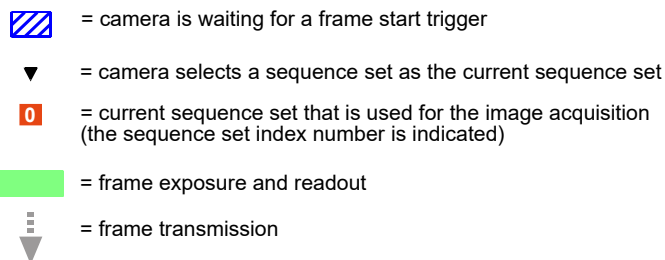 = camera is waiting for a frame start trigger
= camera selects a sequence set as the current sequence set
0 = current sequence set that is used for the image acquisition
(the sequence set index number is indicated)
= frame exposure and readout
= frame transmission